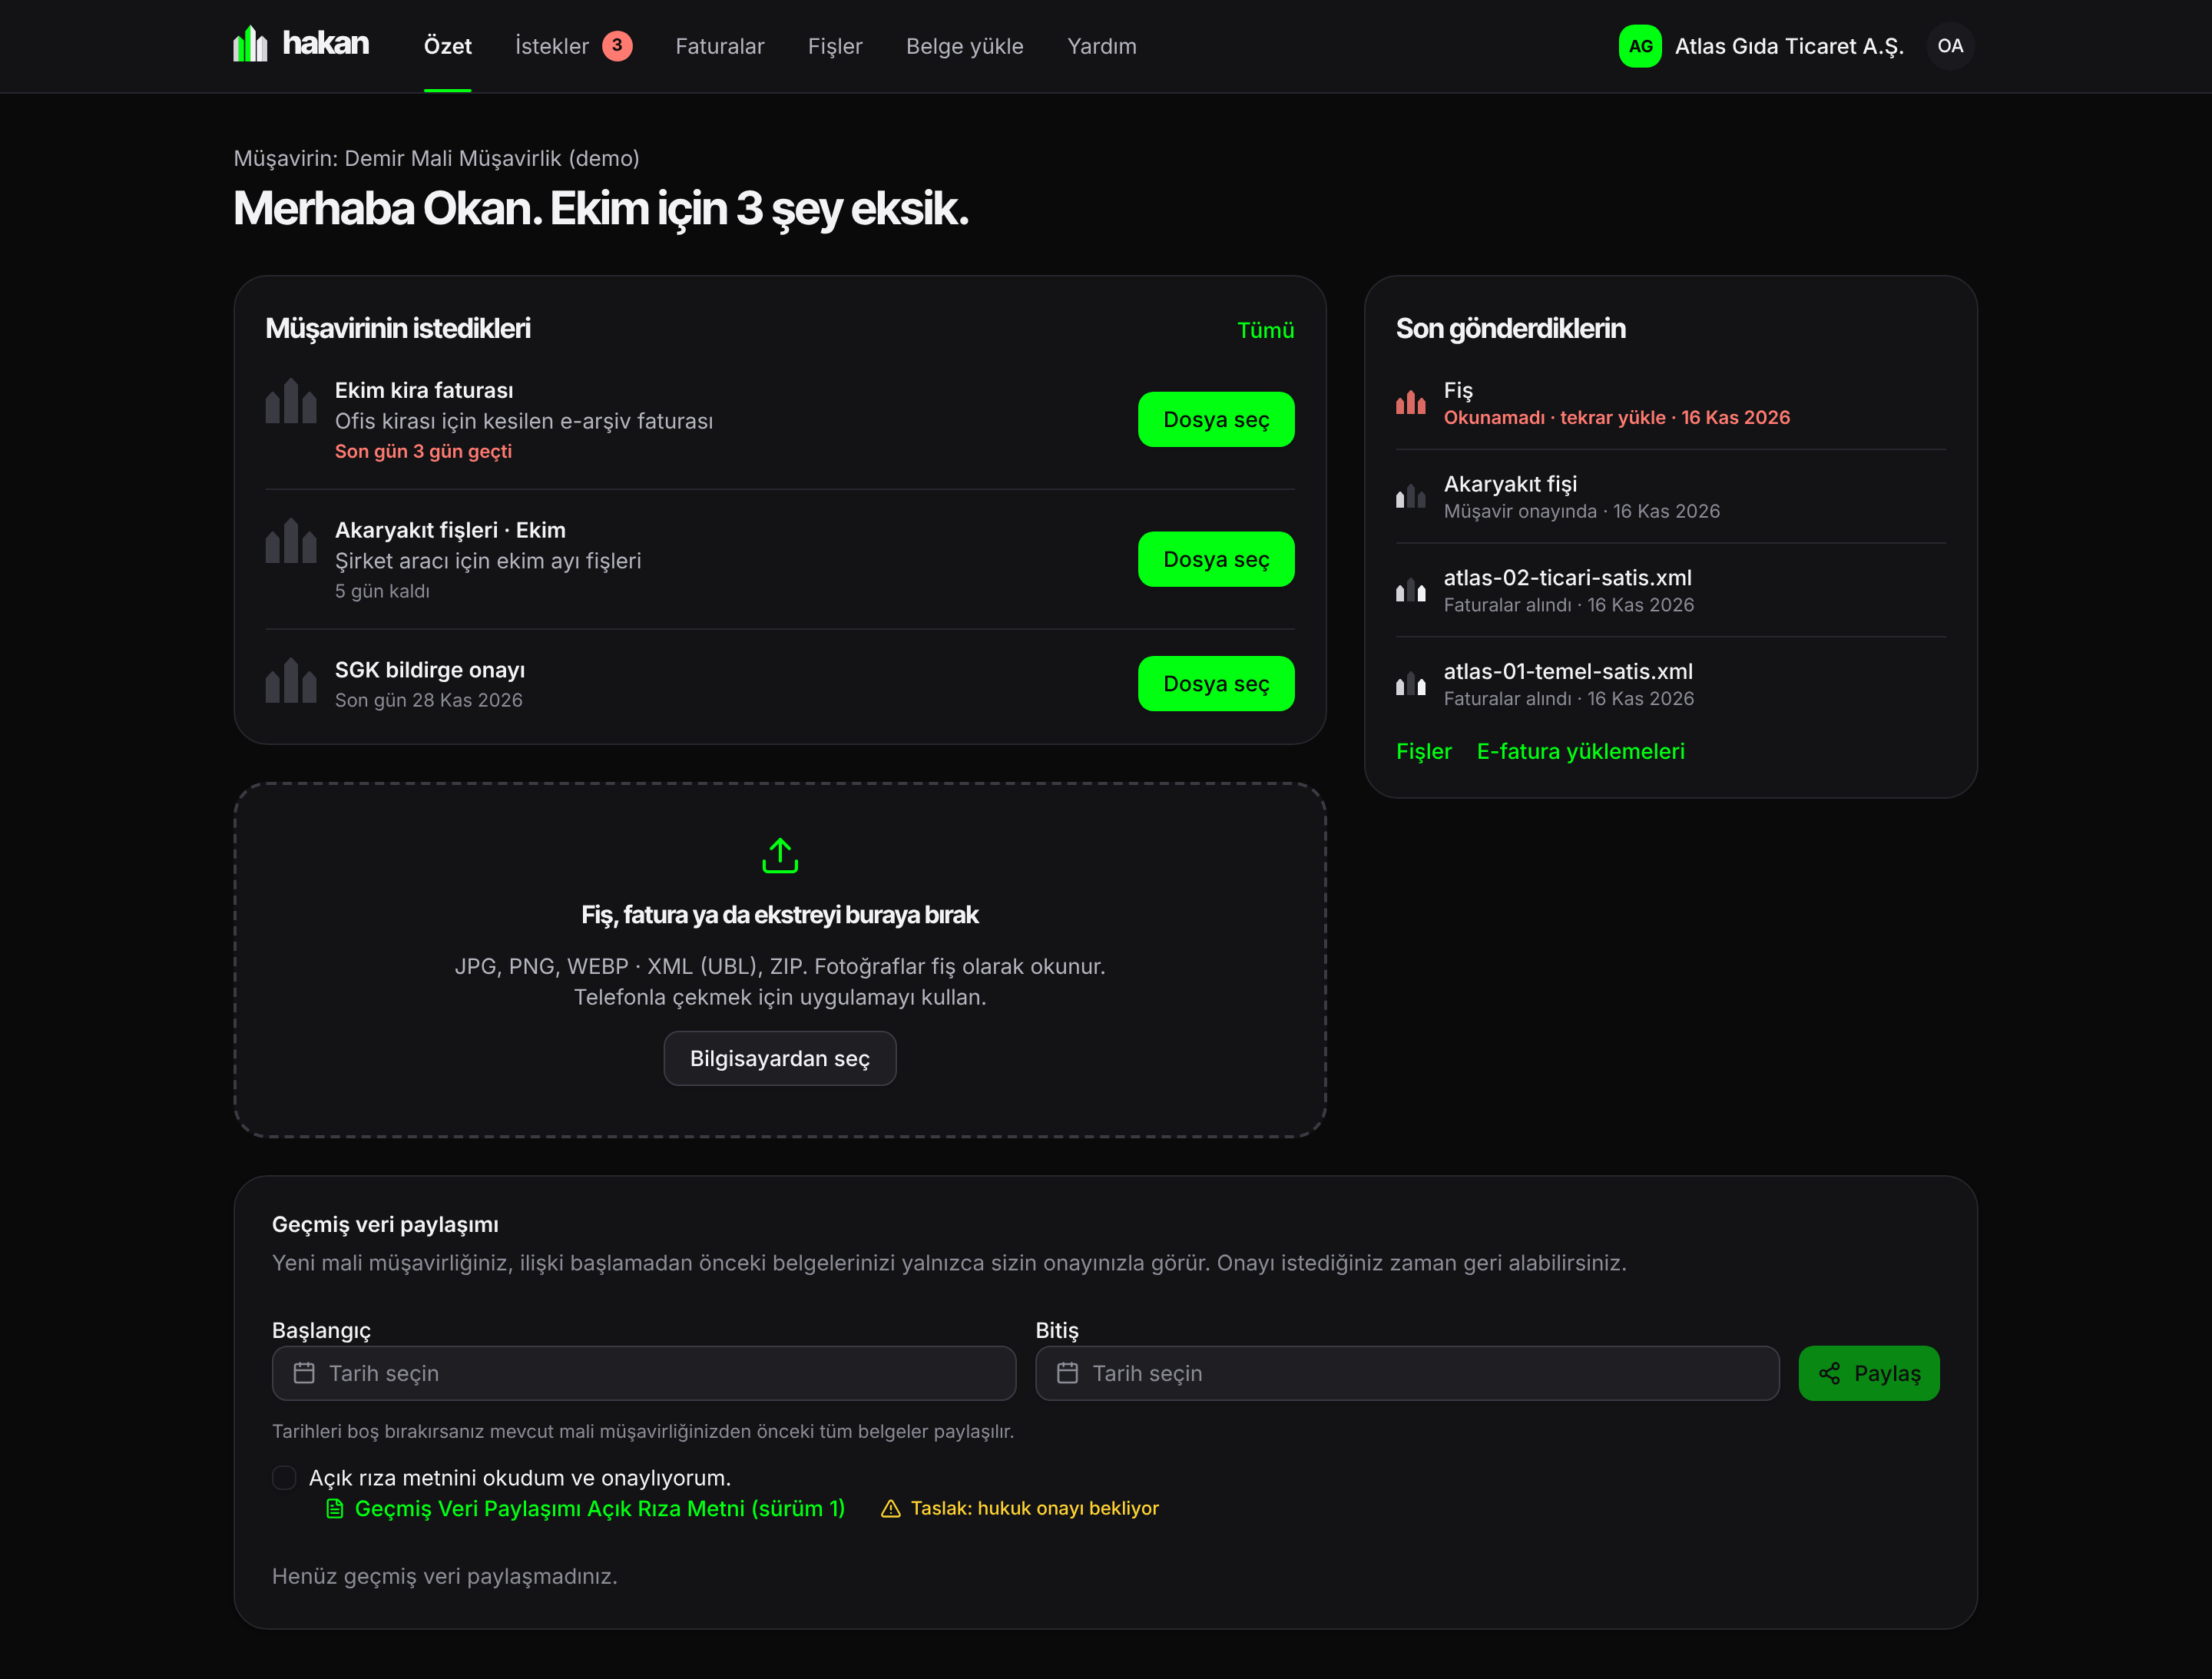 hakan
Özet
İstekler 3
Faturalar
Fişler
Belge yükle
Yardım
AG Atlas Gıda Ticaret A.Ş.
OA
Müşavirin: Demir Mali Müşavirlik (demo)
Merhaba Okan. Ekim için 3 şey eksik.
Müşavirinin istedikleri
Tümü
Ekim kira faturası
Ofis kirası için kesilen e-arşiv faturası
Son gün 3 gün geçti
Dosya seç
Akaryakıt fişleri · Ekim
Şirket aracı için ekim ayı fişleri
5 gün kaldı
Dosya seç
SGK bildirge onayı
Son gün 28 Kas 2026
Dosya seç
Son gönderdiklerin
Fiş
Okunamadı · tekrar yükle · 16 Kas 2026
Akaryakıt fişi
Müşavir onayında · 16 Kas 2026
atlas-02-ticari-satis.xml
Faturalar alındı · 16 Kas 2026
atlas-01-temel-satis.xml
Faturalar alındı · 16 Kas 2026
Fişler
E-fatura yüklemeleri
Fiş, fatura ya da ekstreyi buraya bırak
JPG, PNG, WEBP · XML (UBL), ZIP. Fotoğraflar fiş olarak okunur.
Telefonla çekmek için uygulamayı kullan.
Bilgisayardan seç
Geçmiş veri paylaşımı
Yeni mali müşavirliğiniz, ilişki başlamadan önceki belgelerinizi yalnızca sizin onayınızla görür. Onayı istediğiniz zaman geri alabilirsiniz.
Başlangıç
Tarih seçin
Bitiş
Tarih seçin
Paylaş
Tarihleri boş bırakırsanız mevcut mali müşavirliğinizden önceki tüm belgeler paylaşılır.
Açık rıza metnini okudum ve onaylıyorum.
Geçmiş Veri Paylaşımı Açık Rıza Metni (sürüm 1)
Taslak: hukuk onayı bekliyor
Henüz geçmiş veri paylaşmadınız.